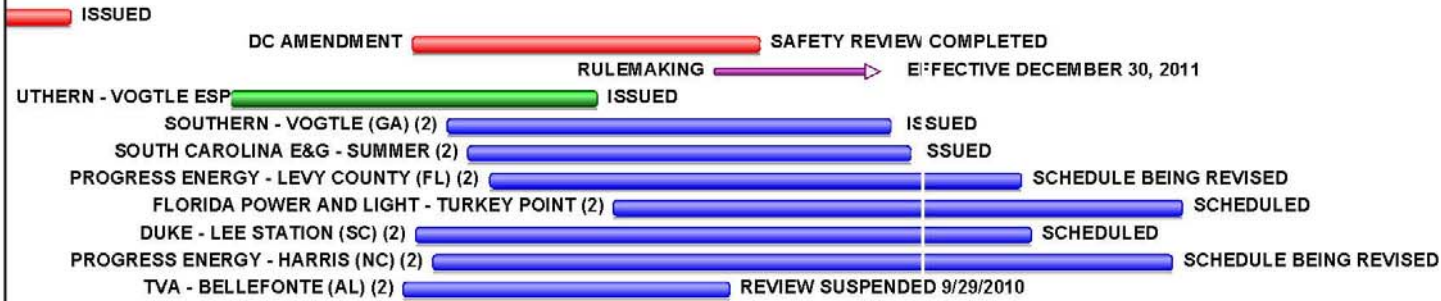 ISSUED
DC AMENDMENT SAFETY REVIEW COMPLETED
RULEMAKING EFFECTIVE DECEMBER 30, 2011
UTHERN - VOGTLE ESP ISSUED
SOUTHERN - VOGTLE (GA) (2) ISSUED
SOUTH CAROLINA E&G - SUMMER (2) SSUED
PROGRESS ENERGY - LEVY COUNTY (FL) (2) SCHEDULE BEING REVISED
FLORIDA POWER AND LIGHT - TURKEY POINT (2) SCHEDULED
DUKE - LEE STATION (SC) (2) SCHEDULED
PROGRESS ENERGY - HARRIS (NC) (2) SCHEDULE BEING REVISED
TVA - BELLEFONTE (AL) (2) REVIEW SUSPENDED 9/29/2010